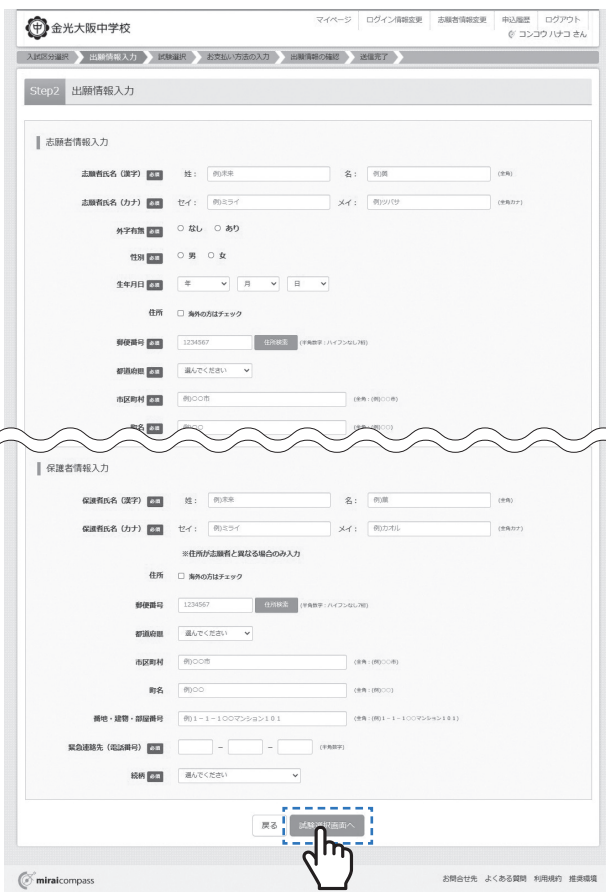 マイページ ログイン情報変更 志願者情報変更 申込履歴 ログアウト
金光大阪中学校
コンコウ ハナコ さん
入試区分選択 出願情報入力 試験選択 お支払い方法の入力 出願情報の確認 送信完了
Step2 出願情報入力
志願者情報入力
志願者氏名（漢字） 必須 姓： 例)未来 名： 例)翼 (全角)
志願者氏名（カナ） 必須 セイ： 例)ミライ メイ： 例)ツバサ (全角カナ)
外字有無 必須 なし あり
性別 必須 男 女
生年月日 必須 年 月 日
住所 海外の方はチェック
郵便番号 必須 1234567 住所検索 (半角数字：ハイフンなし7桁)
都道府県 必須 選んでください
市区町村 必須 例)○○市 (全角：(例)○○市)
町名 必須 例)○○ (全角：(例)○○)
保護者情報入力
保護者氏名（漢字） 必須 姓： 例)未来 名： 例)薫 (全角)
保護者氏名（カナ） 必須 セイ： 例)ミライ メイ： 例)カオル (全角カナ)
※住所が志願者と異なる場合のみ入力
住所 海外の方はチェック
郵便番号 1234567 住所検索 (半角数字：ハイフンなし7桁)
都道府県 選んでください
市区町村 例)○○市 (全角：(例)○○市)
町名 例)○○ (全角：(例)○○)
番地・建物・部屋番号 例)１－１－１○○マンション１０１ (全角：(例)１－１－１○○マンション１０１)
緊急連絡先（電話番号） 必須 － － (半角数字)
続柄 必須 選んでください
戻る 試験選択画面へ
miraicompass お問合せ先 よくある質問 利用規約 推奨環境